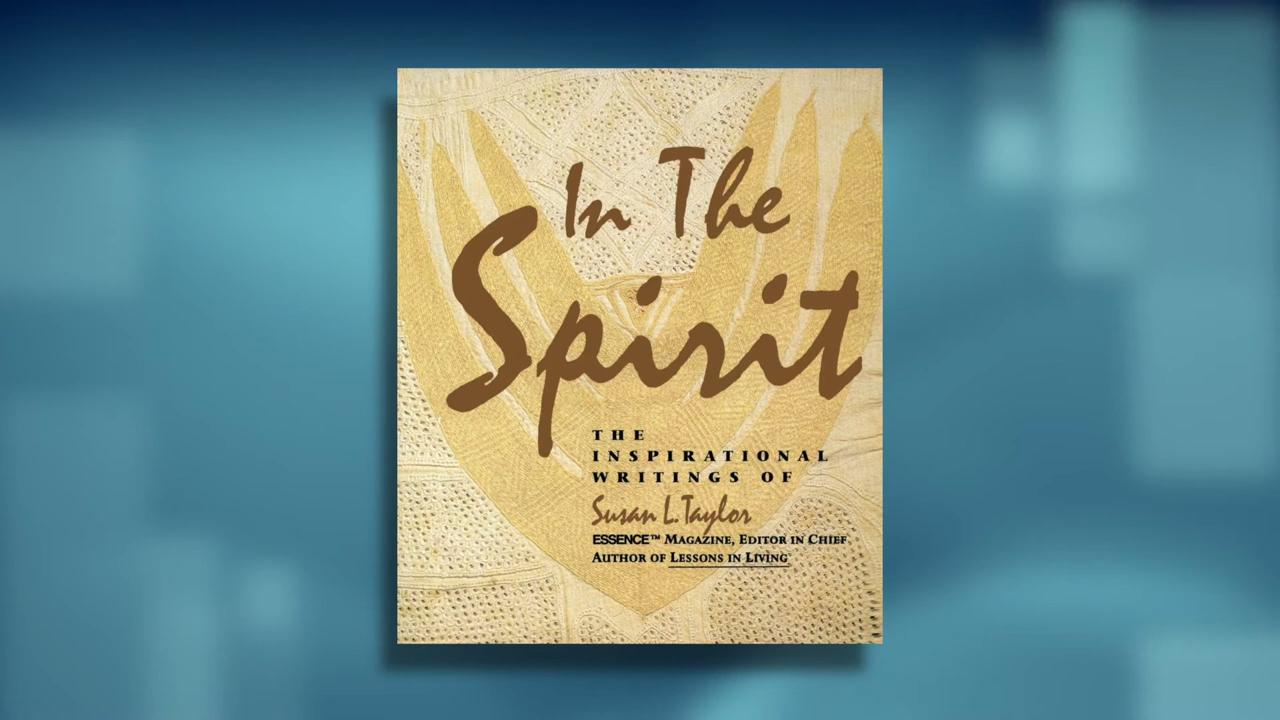 In The
Spirit
THE
INSPIRATIONAL
WRITINGS OF
Susan L. Taylor
ESSENCE™ MAGAZINE, EDITOR IN CHIEF
AUTHOR OF LESSONS IN LIVING